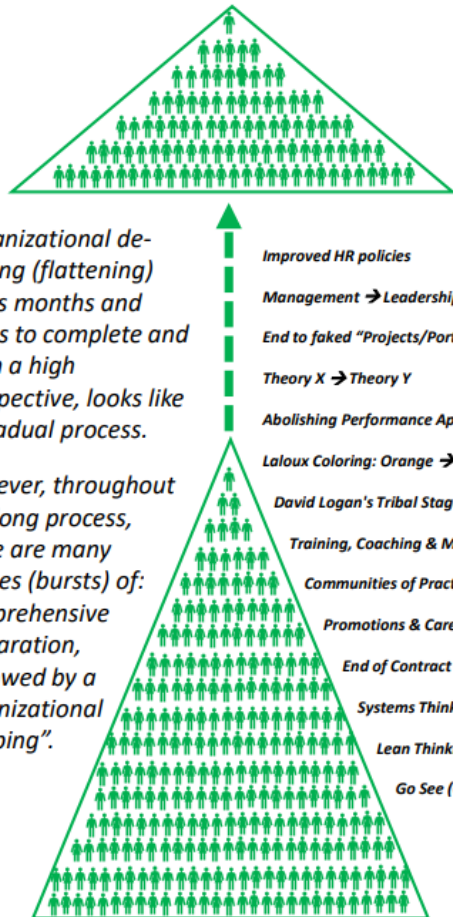 anizational de-
ng (flattening)
s months and
s to complete and
a high
pective, looks like
adual process.
ever, throughout
ong process,
e are many
es (bursts) of:
prehensive
aration,
owed by a
nizational
ping”.
Improved HR policies
Management → Leadership
End to faked “Projects/Port
Theory X → Theory Y
Abolishing Performance Ap
Laloux Coloring: Orange →
David Logan's Tribal Stag
Training, Coaching & M
Communities of Pract
Promotions & Care
End of Contract
Systems Think
Lean Think
Go See (